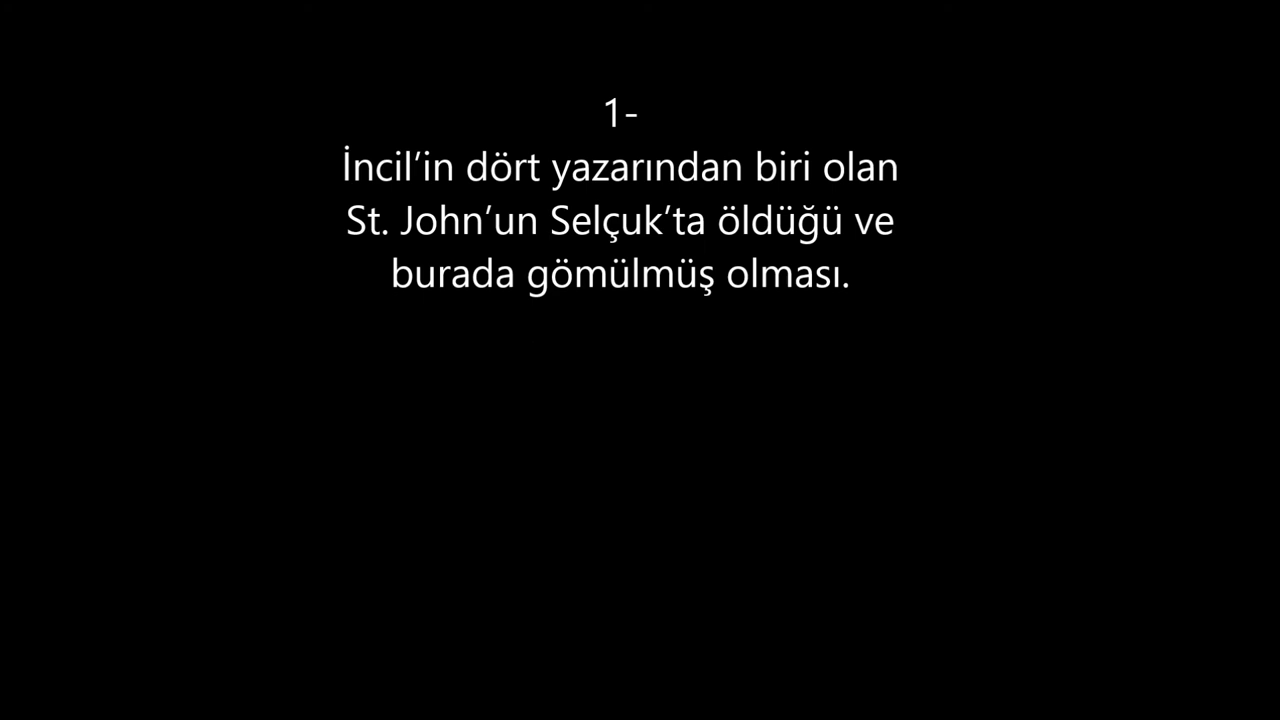 1-
İncil’in dört yazarından biri olan
St. John’un Selçuk’ta öldüğü ve
burada gömülmüş olması.